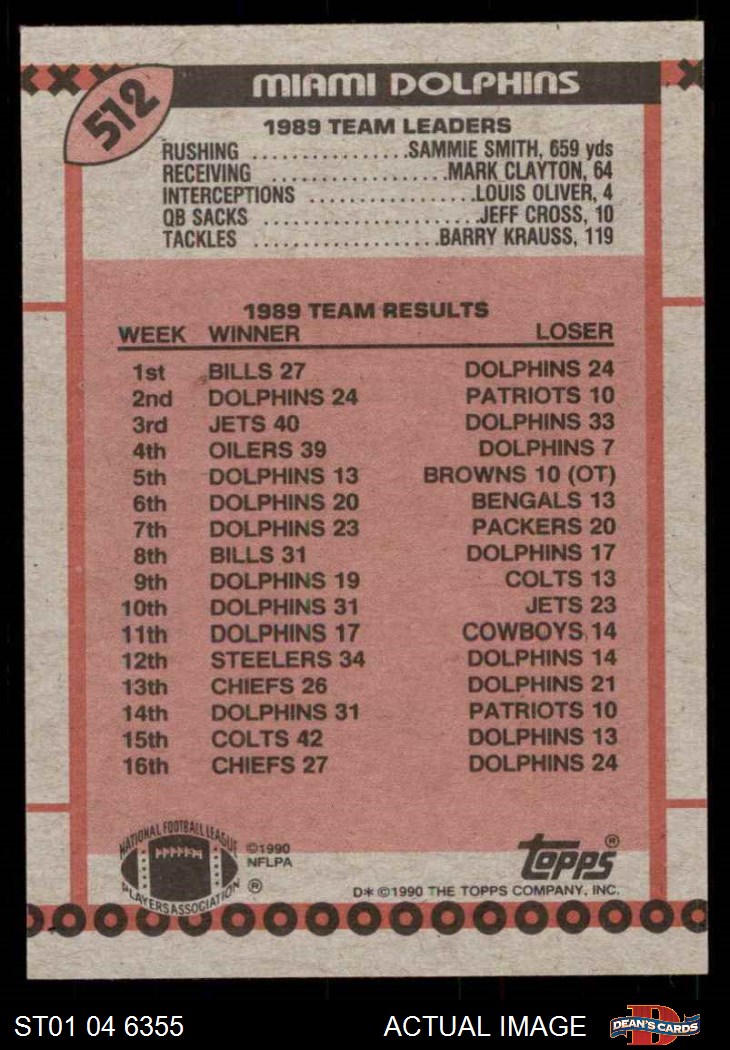 512
MIAMI DOLPHINS
1989 TEAM LEADERS
RUSHING ...............SAMMIE SMITH, 659 yds
RECEIVING ..................MARK CLAYTON, 64
INTERCEPTIONS .................LOUIS OLIVER, 4
QB SACKS ......................JEFF CROSS, 10
TACKLES ...................BARRY KRAUSS, 119
1989 TEAM RESULTS
WEEK WINNER LOSER
1st BILLS 27 DOLPHINS 24
2nd DOLPHINS 24 PATRIOTS 10
3rd JETS 40 DOLPHINS 33
4th OILERS 39 DOLPHINS 7
5th DOLPHINS 13 BROWNS 10 (OT)
6th DOLPHINS 20 BENGALS 13
7th DOLPHINS 23 PACKERS 20
8th BILLS 31 DOLPHINS 17
9th DOLPHINS 19 COLTS 13
10th DOLPHINS 31 JETS 23
11th DOLPHINS 17 COWBOYS 14
12th STEELERS 34 DOLPHINS 14
13th CHIEFS 26 DOLPHINS 21
14th DOLPHINS 31 PATRIOTS 10
15th COLTS 42 DOLPHINS 13
16th CHIEFS 27 DOLPHINS 24
NATIONAL FOOTBALL LEAGUE
PLAYERS ASSOCIATION ®
©1990
NFLPA
topps®
D* ©1990 THE TOPPS COMPANY, INC.
ST01 04 6355 ACTUAL IMAGE
DEAN'S CARDS